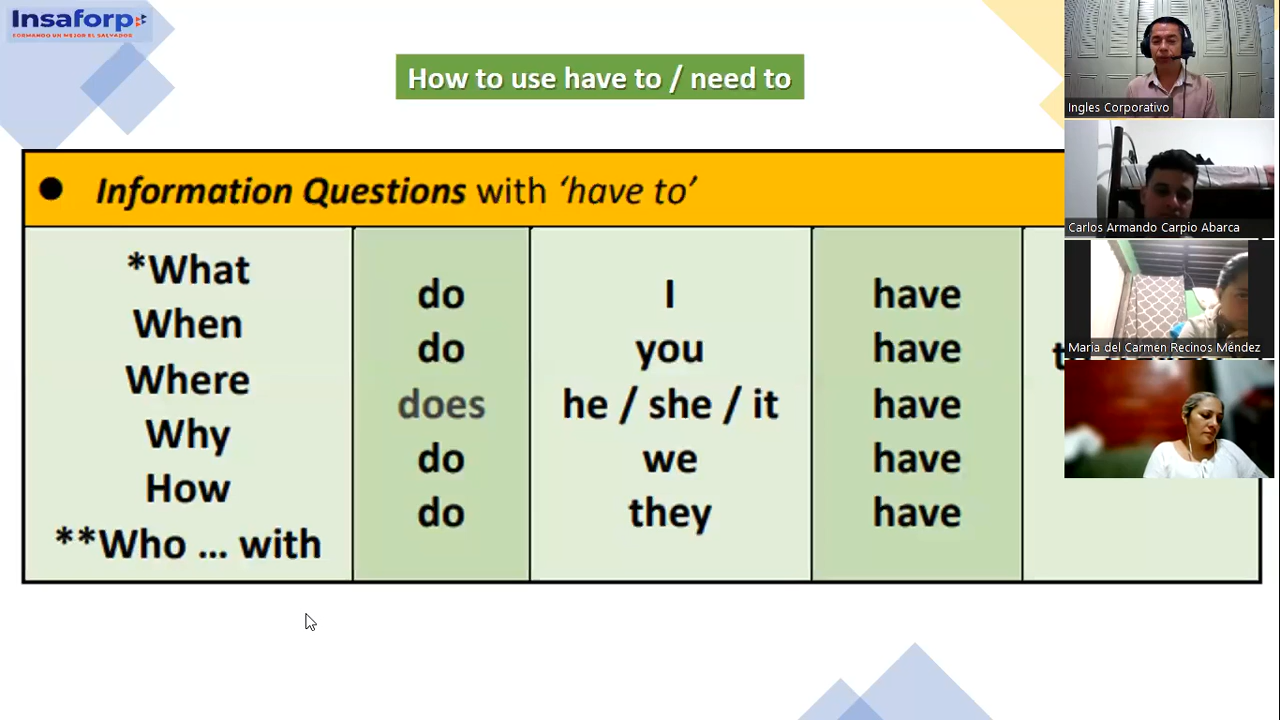 Insaforp
FORMANDO UN MEJOR EL SALVADOR
How to use have to / need to
● Information Questions with ‘have to’
*What
When
Where
Why
How
**Who ... with
do
do
does
do
do
I
you
he / she / it
we
they
have
have
have
have
have
Ingles Corporativo
Carlos Armando Carpio Abarca
Maria del Carmen Recinos Méndez